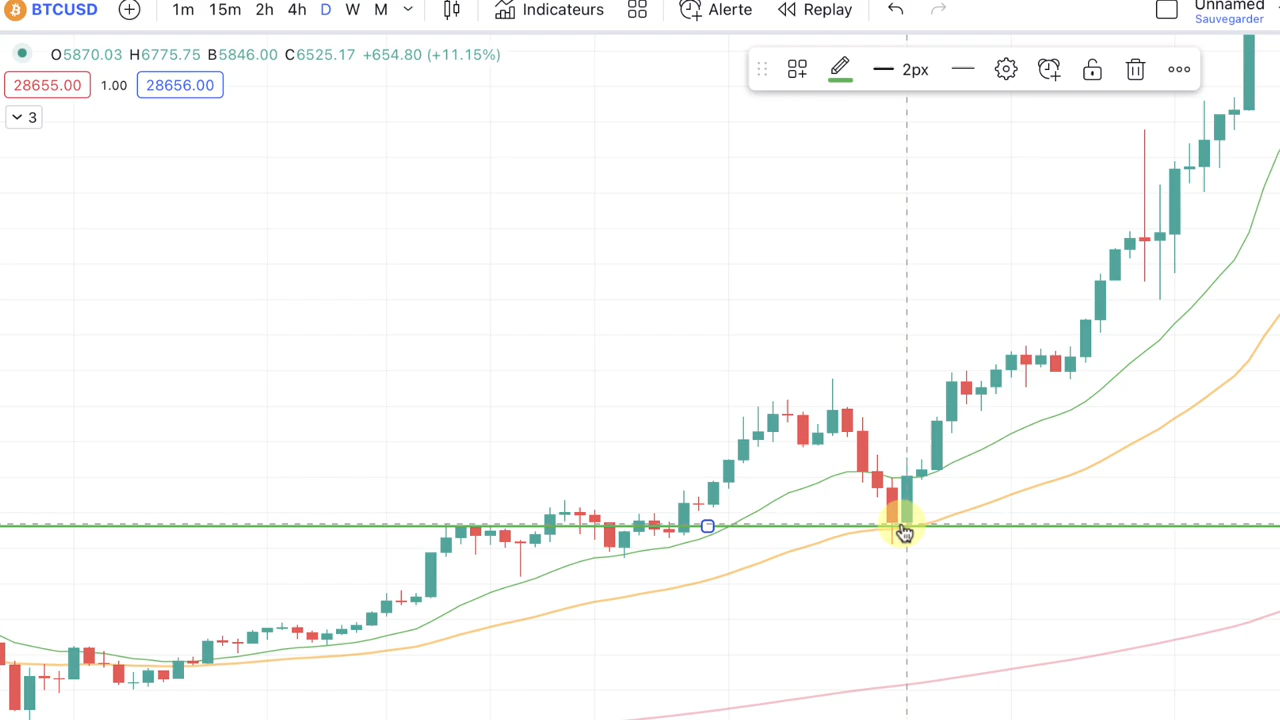 BTCUSD 1m 15m 2h 4h D W M Indicateurs Alerte Replay Unnamed
Sauvegarder
O5870.03 H6775.75 B5846.00 C6525.17 +654.80 (+11.15%)
28655.00 1.00 28656.00
3
2px